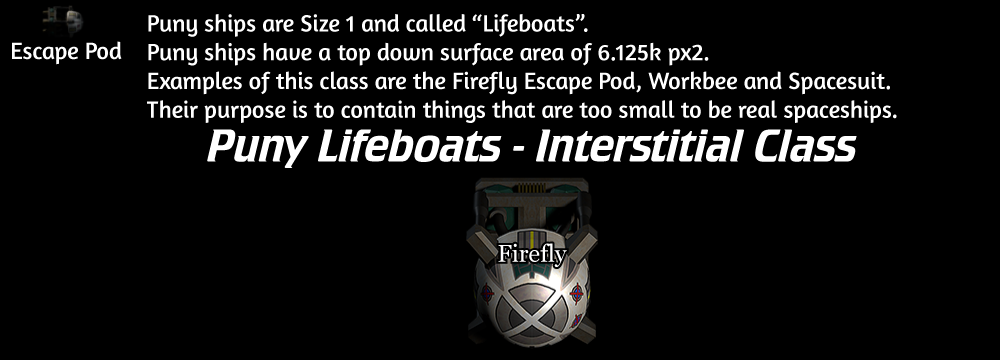 Escape Pod
Puny ships are Size 1 and called “Lifeboats”.
Puny ships have a top down surface area of 6.125k px2.
Examples of this class are the Firefly Escape Pod, Workbee and Spacesuit.
Their purpose is to contain things that are too small to be real spaceships.
Puny Lifeboats - Interstitial Class
Firefly